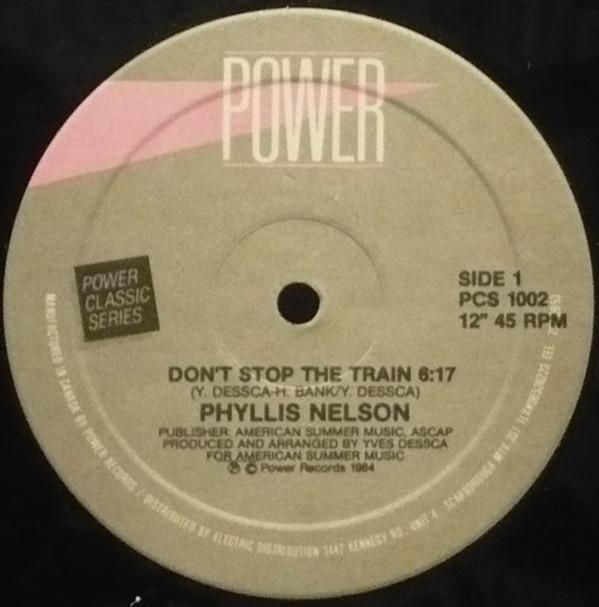 POWER
POWER
CLASSIC
SERIES
SIDE 1
PCS 1002
12" 45 RPM
DON'T STOP THE TRAIN 6:17
(Y. DESSCA-H. BANK/Y. DESSCA)
PHYLLIS NELSON
PUBLISHER: AMERICAN SUMMER MUSIC, ASCAP
PRODUCED AND ARRANGED BY YVES DESSCA
FOR AMERICAN SUMMER MUSIC
℗ © Power Records 1984
MANUFACTURED IN CANADA BY POWER RECORDS / DISTRIBUTED BY ELECTRIC DISTRIBUTION 3447 KENNEDY RD., UNIT 4, SCARBOROUGH